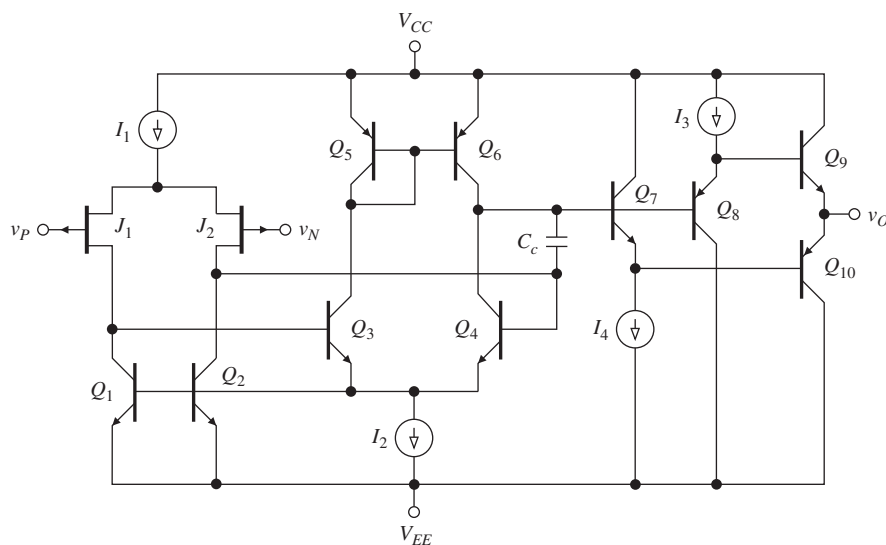 V_CC
I_1
Q_5
Q_6
I_3
Q_9
v_P
J_1
J_2
v_N
Q_7
Q_8
v_O
C_c
Q_10
Q_3
Q_4
I_4
Q_1
Q_2
I_2
V_EE